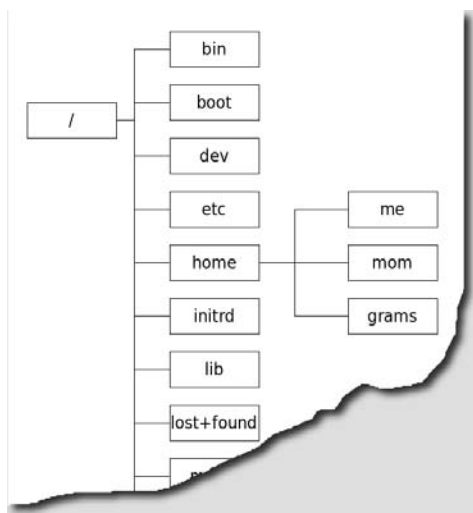 /
bin
boot
dev
etc
home
me
mom
grams
initrd
lib
lost+found